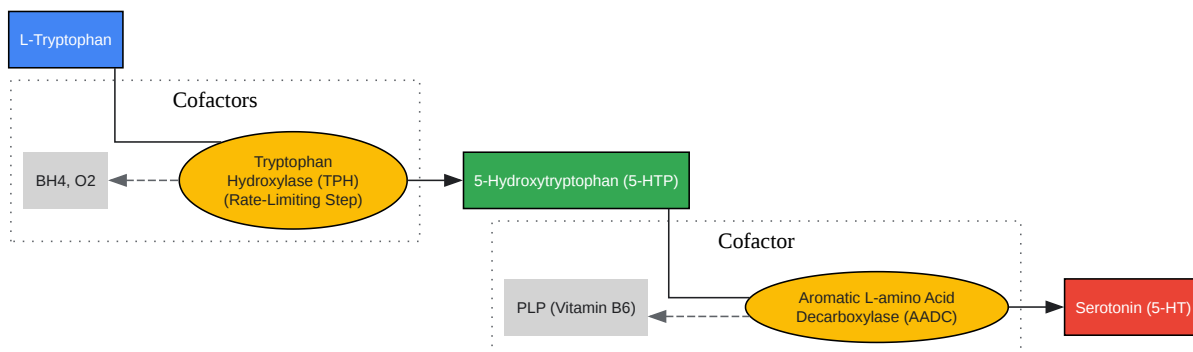 L-Tryptophan
Cofactors
BH4, O2
Tryptophan
Hydroxylase (TPH)
(Rate-Limiting Step)
5-Hydroxytryptophan (5-HTP)
Cofactor
PLP (Vitamin B6)
Aromatic L-amino Acid
Decarboxylase (AADC)
Serotonin (5-HT)